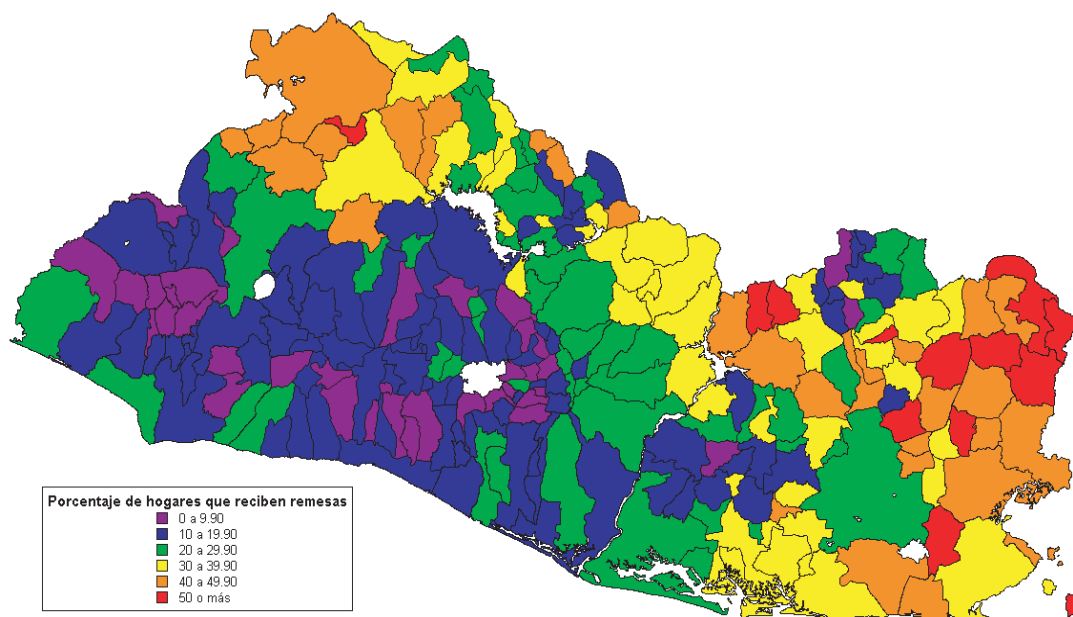 Porcentaje de hogares que reciben remesas
0 a 9.90
10 a 19.90
20 a 29.90
30 a 39.90
40 a 49.90
50 o más